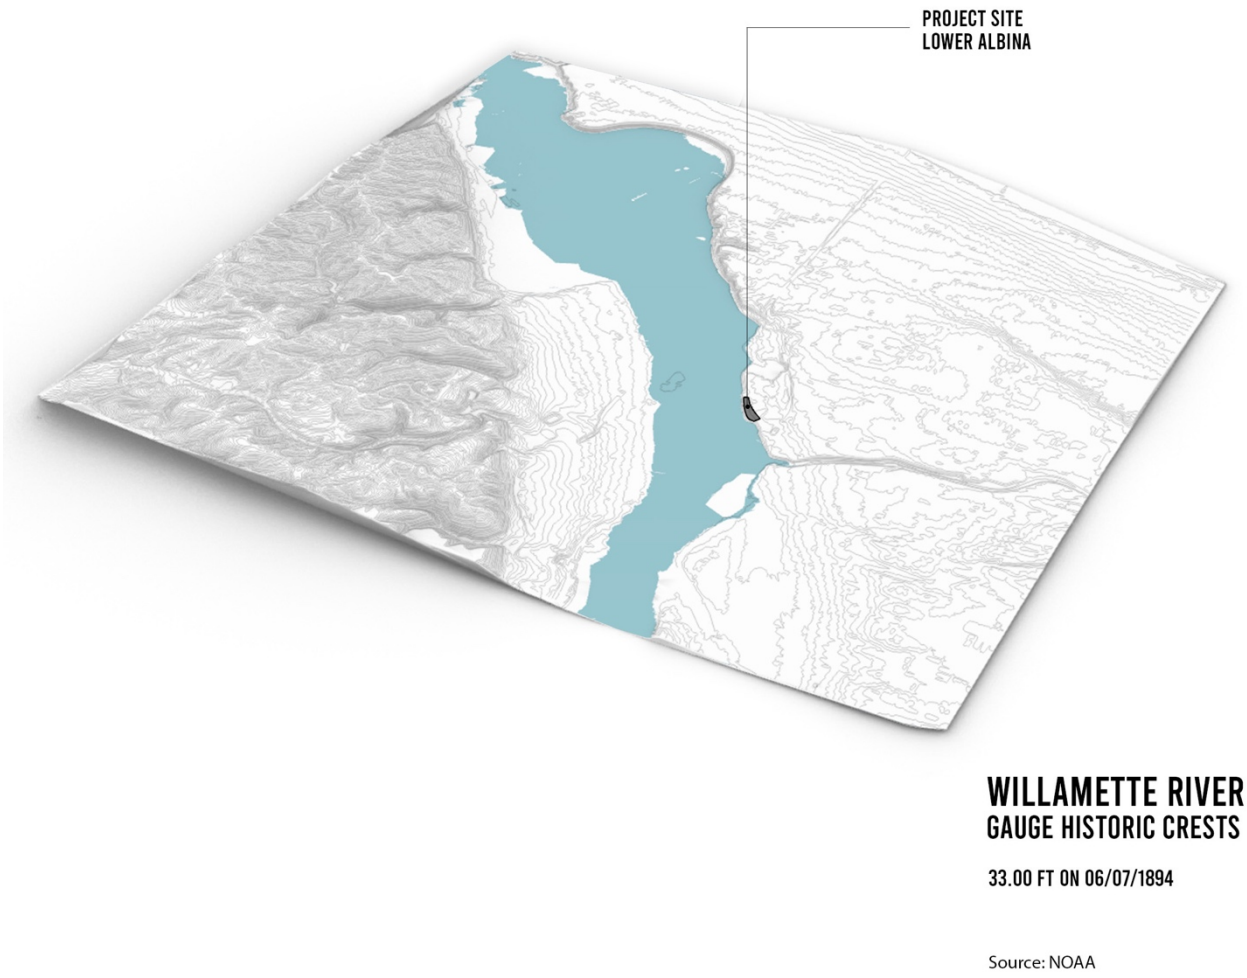 PROJECT SITE
LOWER ALBINA
WILLAMETTE RIVER
GAUGE HISTORIC CRESTS
33.00 FT ON 06/07/1894
Source: NOAA